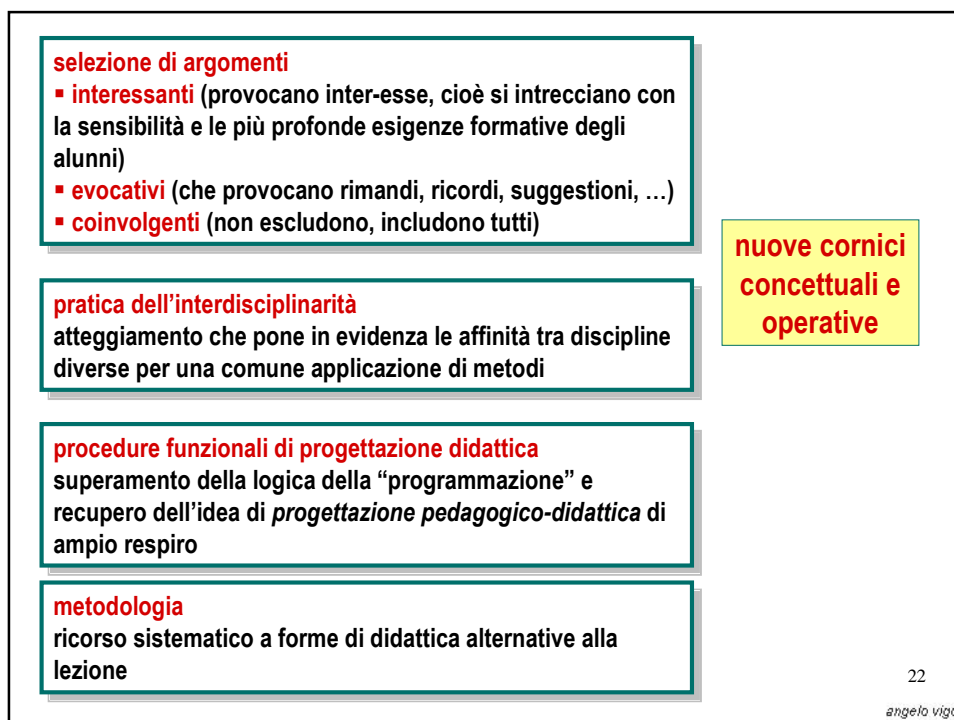 selezione di argomenti
▪ interessanti (provocano inter-esse, cioè si intrecciano con
la sensibilità e le più profonde esigenze formative degli
alunni)
▪ evocativi (che provocano rimandi, ricordi, suggestioni, …)
▪ coinvolgenti (non escludono, includono tutti)
nuove cornici
concettuali e
operative
pratica dell’interdisciplinarità
atteggiamento che pone in evidenza le affinità tra discipline
diverse per una comune applicazione di metodi
procedure funzionali di progettazione didattica
superamento della logica della “programmazione” e
recupero dell’idea di progettazione pedagogico-didattica di
ampio respiro
metodologia
ricorso sistematico a forme di didattica alternative alla
lezione
22
angelo vigo